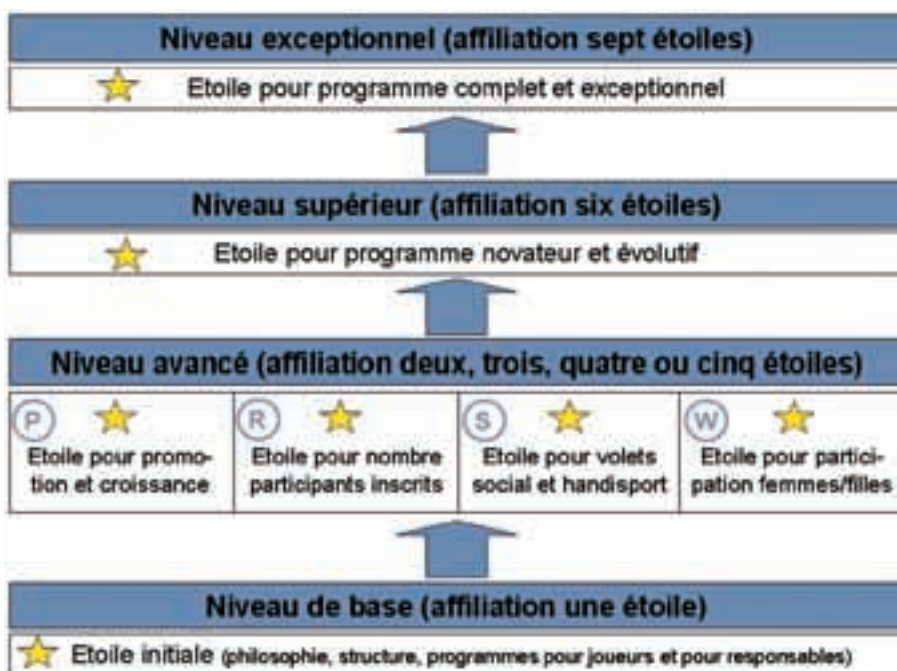 Niveau exceptionnel (affiliation sept étoiles)
Etoile pour programme complet et exceptionnel
Niveau supérieur (affiliation six étoiles)
Etoile pour programme novateur et évolutif
Niveau avancé (affiliation deux, trois, quatre ou cinq étoiles)
P
Etoile pour promo-
tion et croissance
R
Etoile pour nombre
participants inscrits
S
Etoile pour volets
social et handisport
W
Etoile pour partici-
pation femmes/filles
Niveau de base (affiliation une étoile)
Etoile initiale (philosophie, structure, programmes pour joueurs et pour responsables)